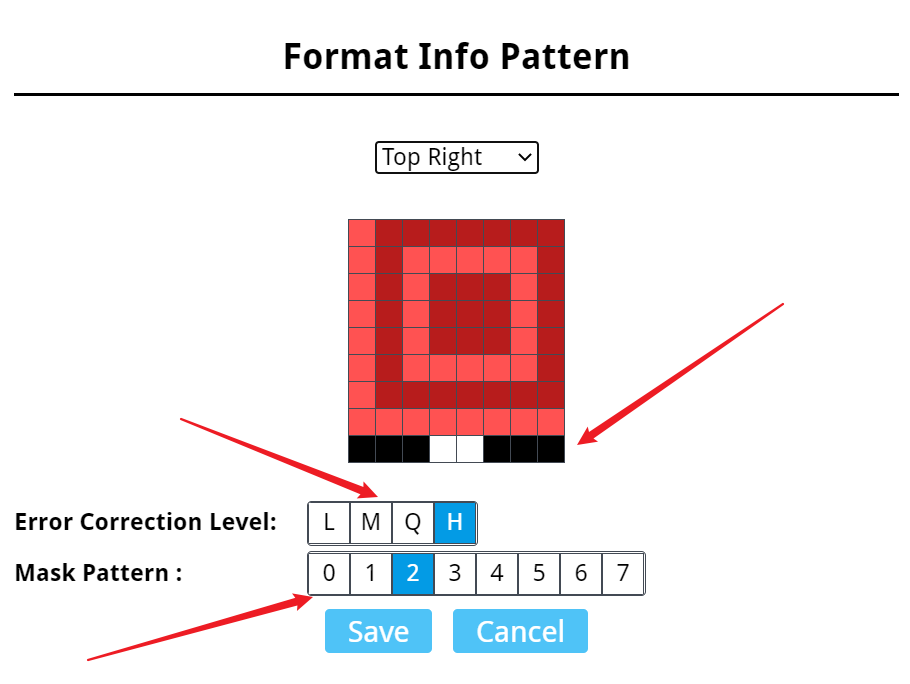 Format Info Pattern
Top Right
Error Correction Level: L M Q H
Mask Pattern : 0 1 2 3 4 5 6 7
Save Cancel